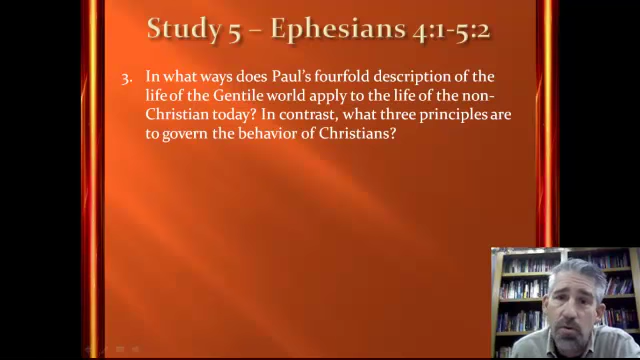 Study 5 – Ephesians 4:1-5:2
3. In what ways does Paul's fourfold description of the
life of the Gentile world apply to the life of the non-
Christian today? In contrast, what three principles are
to govern the behavior of Christians?